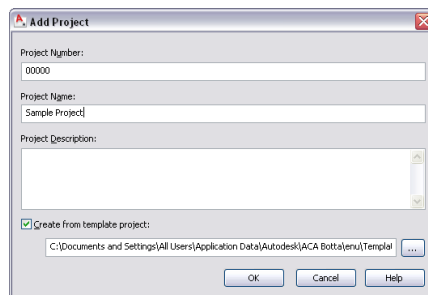 Add Project
Project Number:
00000
Project Name:
Sample Project
Project Description:
Create from template project:
C:\Documents and Settings\All Users\Application Data\Autodesk\ACA Botta\enu\Templat
...
OK
Cancel
Help